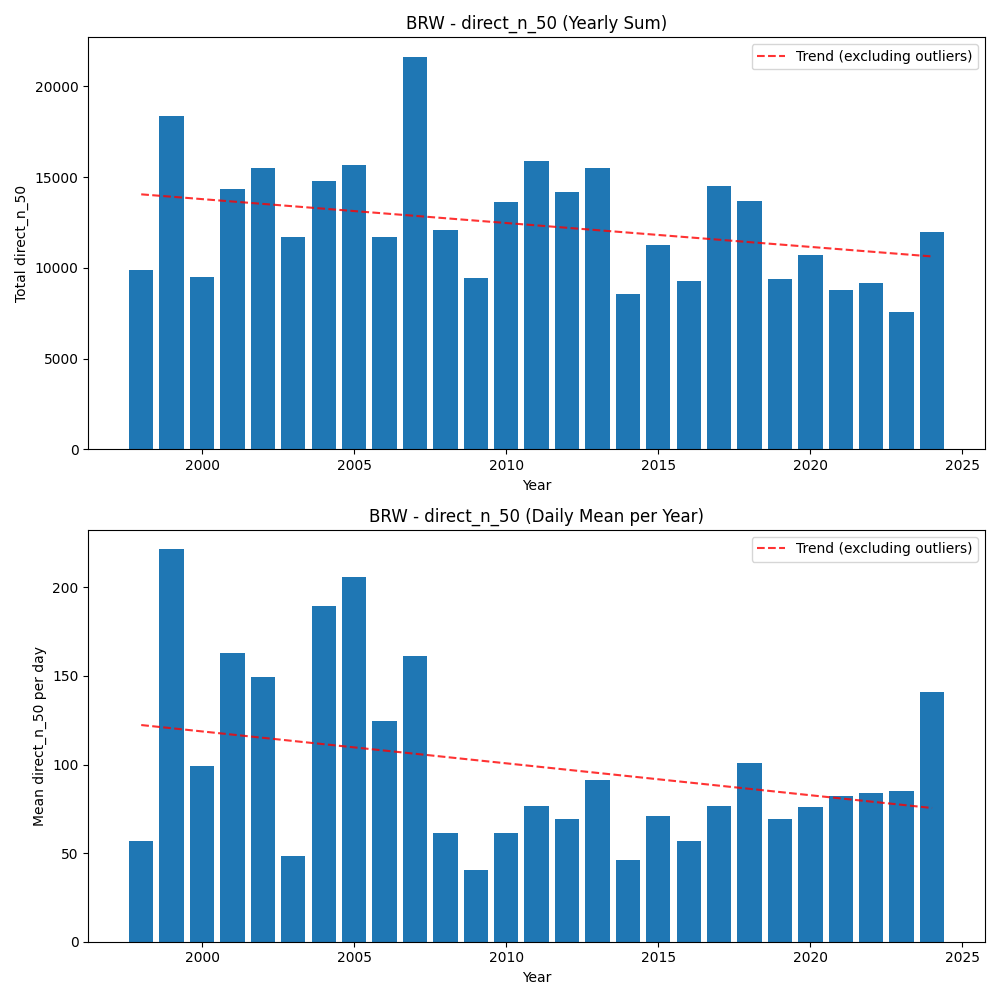 BRW - direct_n_50 (Yearly Sum)
Trend (excluding outliers)
Total direct_n_50
20000
15000
10000
5000
0
2000 2005 2010 2015 2020 2025
Year
BRW - direct_n_50 (Daily Mean per Year)
Trend (excluding outliers)
Mean direct_n_50 per day
200
150
100
50
0
2000 2005 2010 2015 2020 2025
Year